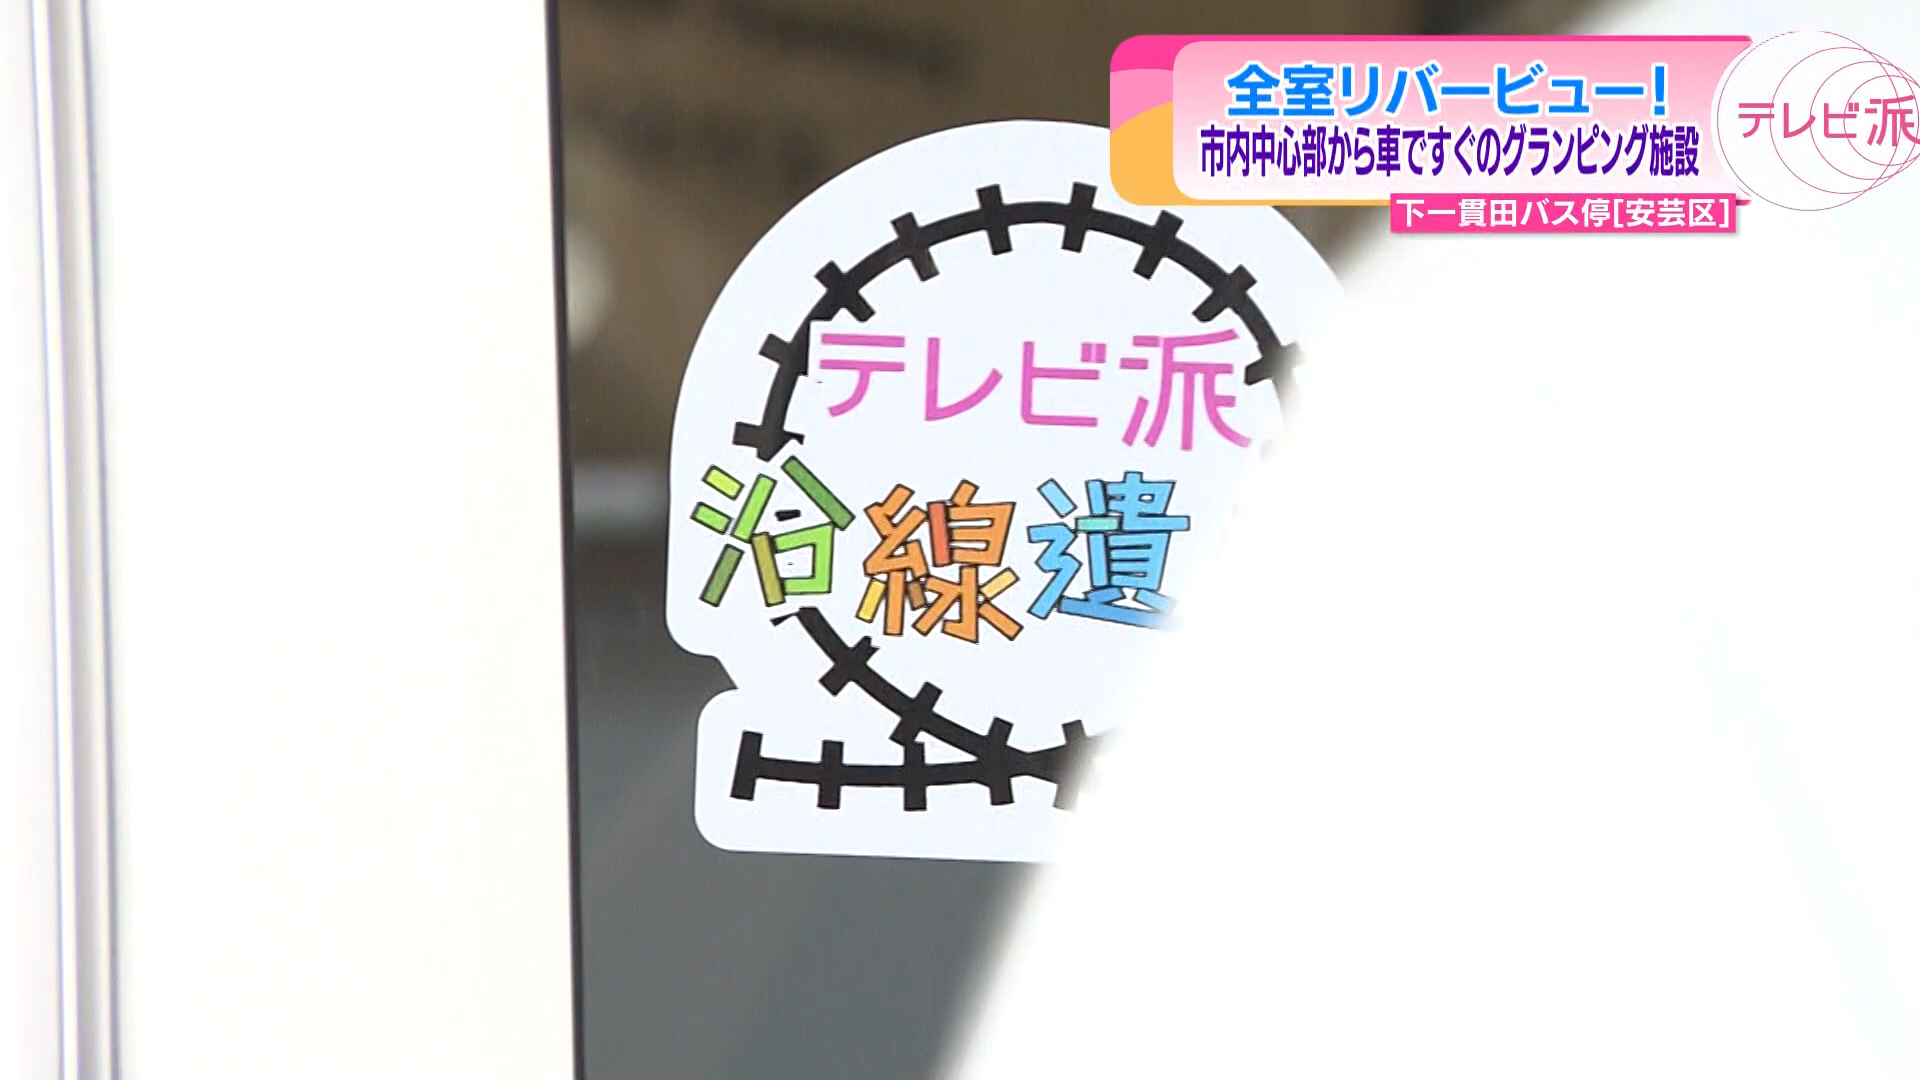 全室リバービュー！
市内中心部から車ですぐのグランピング施設
テレビ派
下一貫田バス停[安芸区]
テレビ派
沿線遺